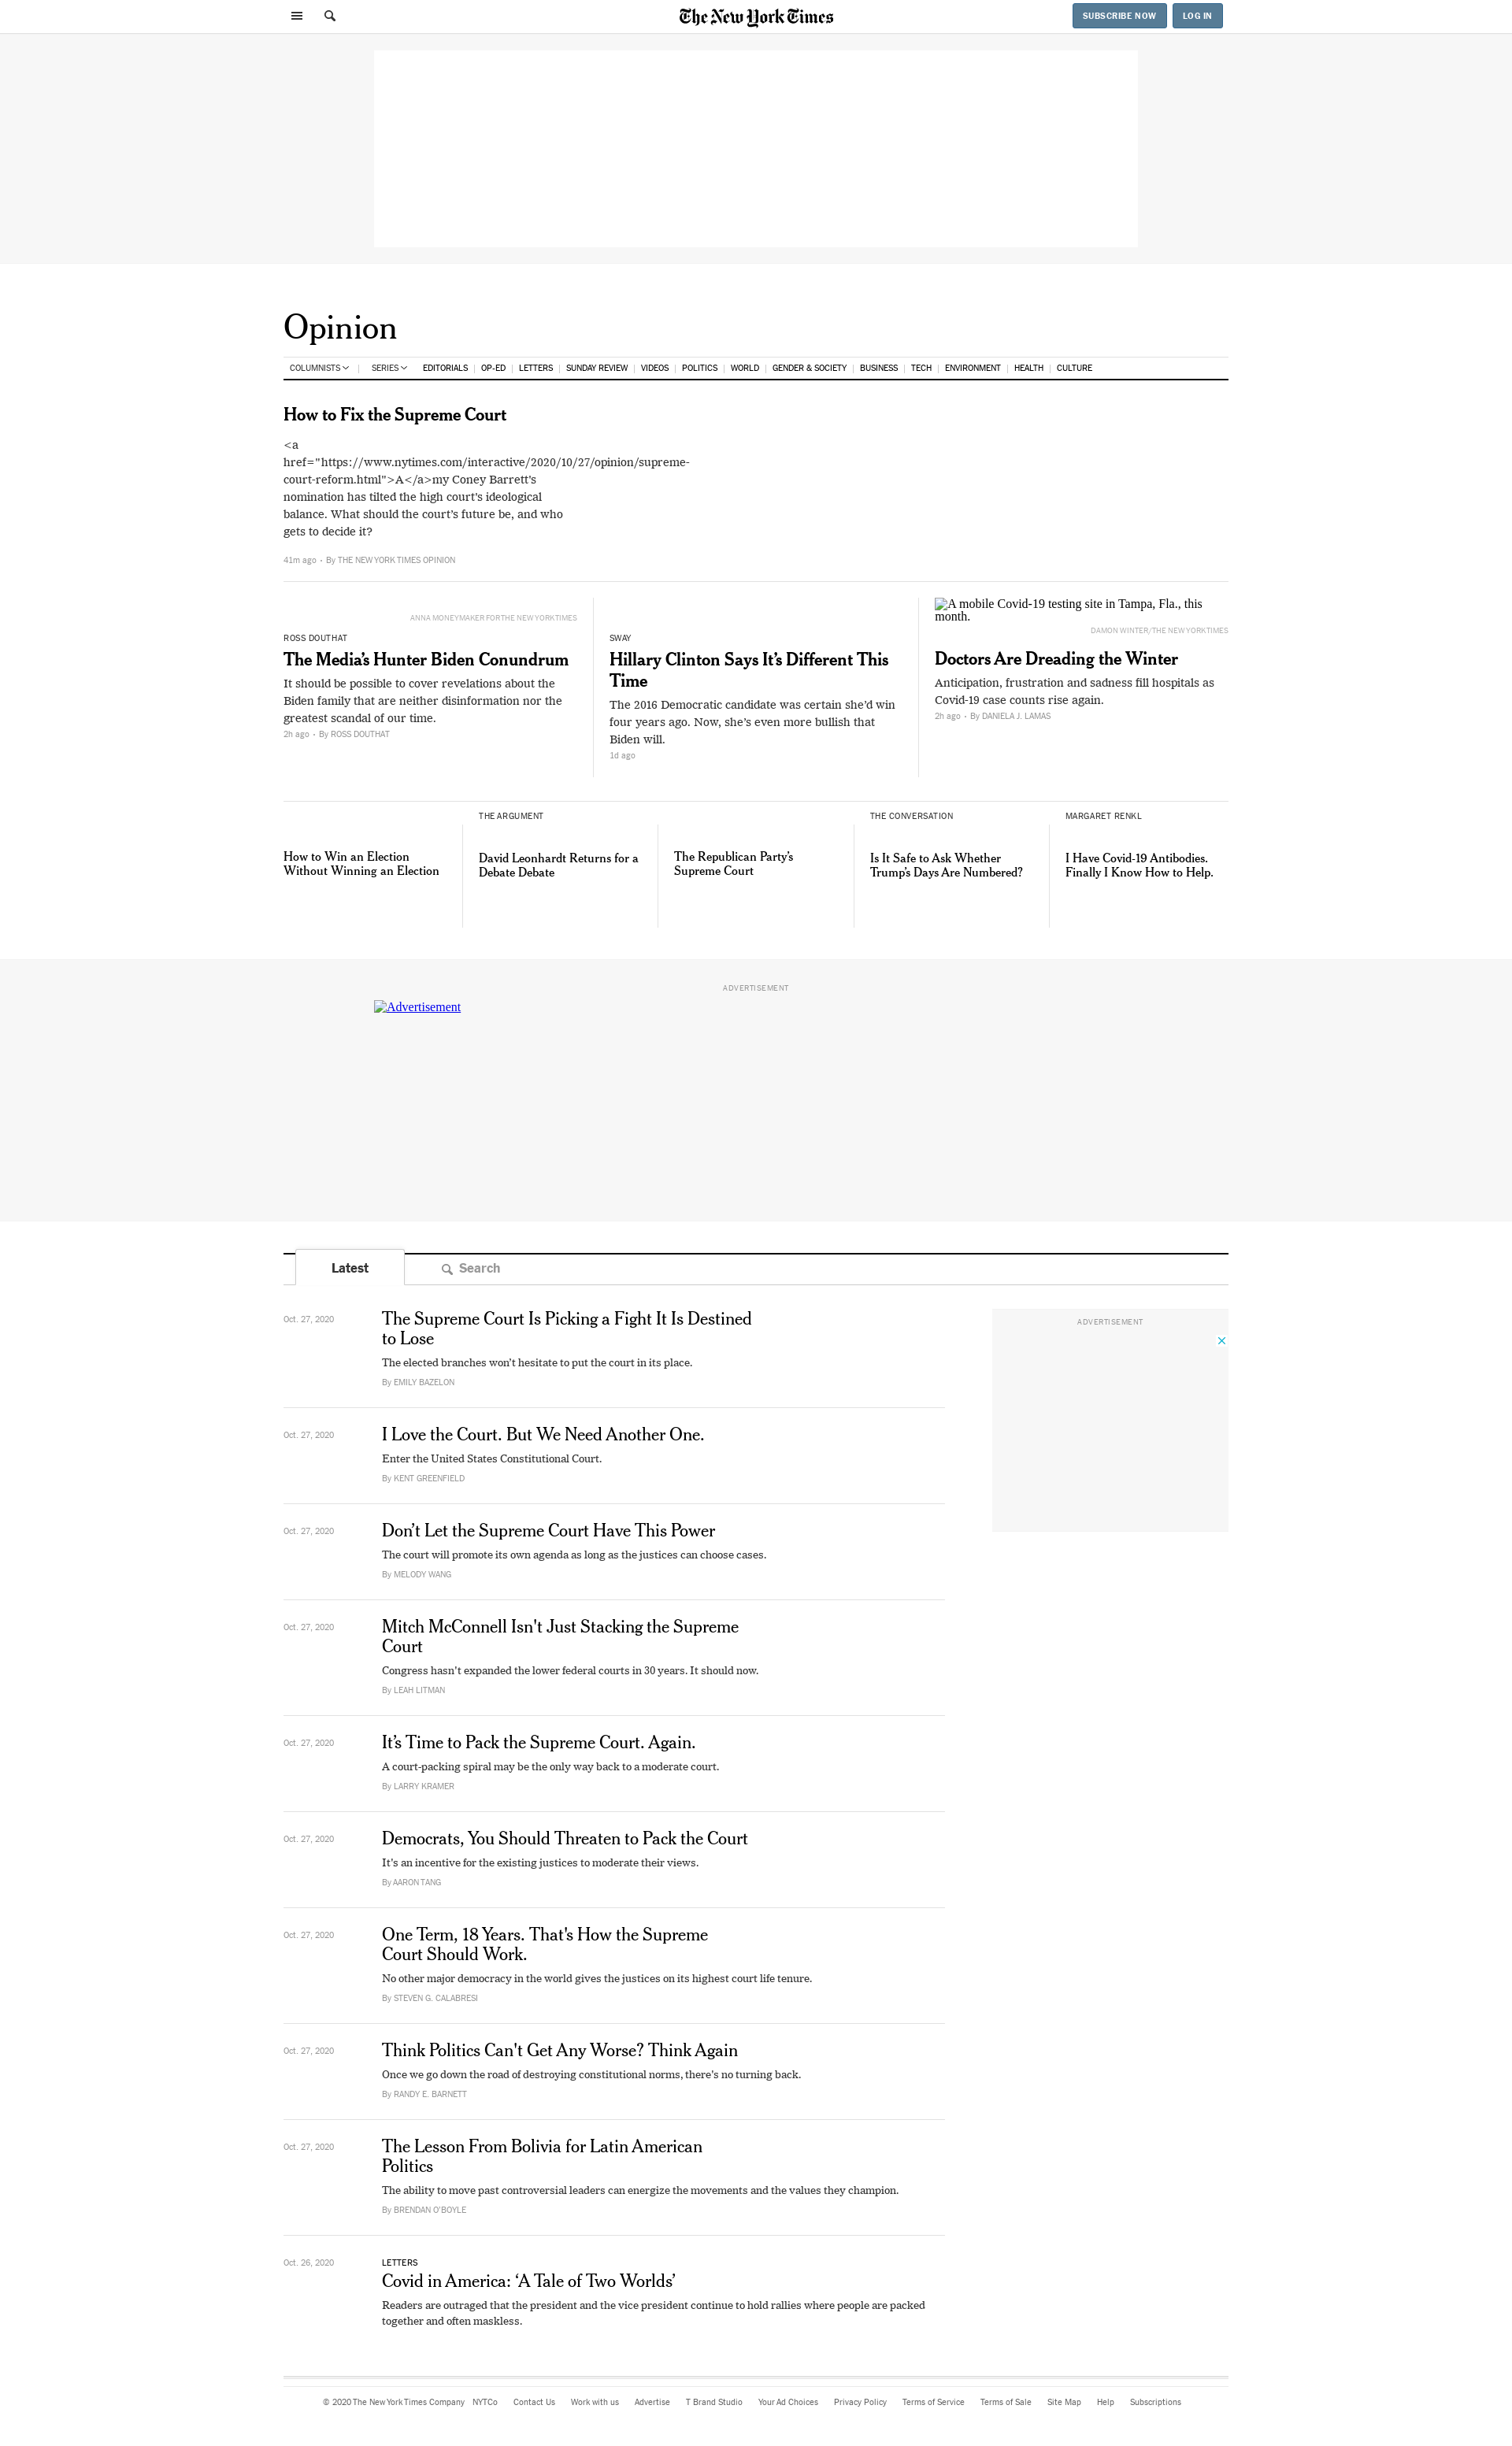 The New York Times
SUBSCRIBE NOW
LOG IN
Opinion
COLUMNISTS
SERIES
EDITORIALS
OP-ED
LETTERS
SUNDAY REVIEW
VIDEOS
POLITICS
WORLD
GENDER & SOCIETY
BUSINESS
TECH
ENVIRONMENT
HEALTH
CULTURE
How to Fix the Supreme Court
<a
href="https://www.nytimes.com/interactive/2020/10/27/opinion/supreme-
court-reform.html">A</a>my Coney Barrett's
nomination has tilted the high court's ideological
balance. What should the court's future be, and who
gets to decide it?
41m ago • By THE NEW YORK TIMES OPINION
ANNA MONEYMAKER FOR THE NEW YORK TIMES
ROSS DOUTHAT
The Media’s Hunter Biden Conundrum
It should be possible to cover revelations about the
Biden family that are neither disinformation nor the
greatest scandal of our time.
2h ago • By ROSS DOUTHAT
SWAY
Hillary Clinton Says It’s Different This
Time
The 2016 Democratic candidate was certain she’d win
four years ago. Now, she’s even more bullish that
Biden will.
1d ago
A mobile Covid-19 testing site in Tampa, Fla., this
month.
DAMON WINTER/THE NEW YORK TIMES
Doctors Are Dreading the Winter
Anticipation, frustration and sadness fill hospitals as
Covid-19 case counts rise again.
2h ago • By DANIELA J. LAMAS
How to Win an Election
Without Winning an Election
THE ARGUMENT
David Leonhardt Returns for a
Debate Debate
The Republican Party’s
Supreme Court
THE CONVERSATION
Is It Safe to Ask Whether
Trump’s Days Are Numbered?
MARGARET RENKL
I Have Covid-19 Antibodies.
Finally I Know How to Help.
ADVERTISEMENT
Advertisement
Latest
Search
ADVERTISEMENT
Oct. 27, 2020
The Supreme Court Is Picking a Fight It Is Destined
to Lose
The elected branches won't hesitate to put the court in its place.
By EMILY BAZELON
Oct. 27, 2020
I Love the Court. But We Need Another One.
Enter the United States Constitutional Court.
By KENT GREENFIELD
Oct. 27, 2020
Don’t Let the Supreme Court Have This Power
The court will promote its own agenda as long as the justices can choose cases.
By MELODY WANG
Oct. 27, 2020
Mitch McConnell Isn't Just Stacking the Supreme
Court
Congress hasn't expanded the lower federal courts in 30 years. It should now.
By LEAH LITMAN
Oct. 27, 2020
It’s Time to Pack the Supreme Court. Again.
A court-packing spiral may be the only way back to a moderate court.
By LARRY KRAMER
Oct. 27, 2020
Democrats, You Should Threaten to Pack the Court
It's an incentive for the existing justices to moderate their views.
By AARON TANG
Oct. 27, 2020
One Term, 18 Years. That's How the Supreme
Court Should Work.
No other major democracy in the world gives the justices on its highest court life tenure.
By STEVEN G. CALABRESI
Oct. 27, 2020
Think Politics Can't Get Any Worse? Think Again
Once we go down the road of destroying constitutional norms, there's no turning back.
By RANDY E. BARNETT
Oct. 27, 2020
The Lesson From Bolivia for Latin American
Politics
The ability to move past controversial leaders can energize the movements and the values they champion.
By BRENDAN O'BOYLE
Oct. 26, 2020
LETTERS
Covid in America: ‘A Tale of Two Worlds’
Readers are outraged that the president and the vice president continue to hold rallies where people are packed
together and often maskless.
© 2020 The New York Times Company
NYTCo
Contact Us
Work with us
Advertise
T Brand Studio
Your Ad Choices
Privacy Policy
Terms of Service
Terms of Sale
Site Map
Help
Subscriptions